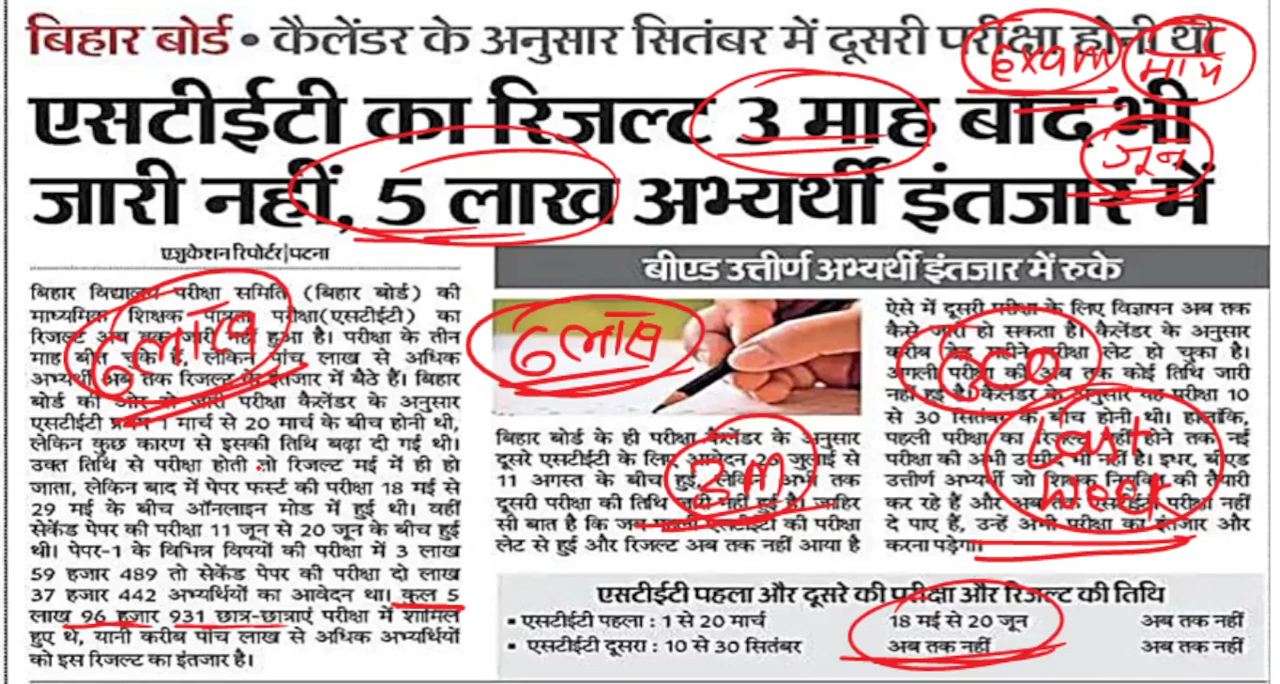 बिहार बोर्ड • कैलेंडर के अनुसार सितंबर में दूसरी परीक्षा होनी थी
exam
मार्च
एसटीईटी का रिजल्ट 3 माह बाद भी
जून
जारी नहीं, 5 लाख अभ्यर्थी इंतजार में
एजुकेशन रिपोर्टर|पटना
बिहार विद्यालय परीक्षा समिति (बिहार बोर्ड) की
माध्यमिक शिक्षक पात्रता परीक्षा(एसटीईटी) का
रिजल्ट अब तक जारी नहीं हुआ है। परीक्षा के तीन
माह बीत चुके हैं, लेकिन पांच लाख से अधिक
अभ्यर्थी अब तक रिजल्ट के इंतजार में बैठे हैं। बिहार
बोर्ड की ओर से जारी परीक्षा कैलेंडर के अनुसार
एसटीईटी प्रथम 1 मार्च से 20 मार्च के बीच होनी थी,
लेकिन कुछ कारण से इसकी तिथि बढ़ा दी गई थी।
उक्त तिथि से परीक्षा होती तो रिजल्ट मई में ही हो
जाता, लेकिन बाद में पेपर फर्स्ट की परीक्षा 18 मई से
29 मई के बीच ऑनलाइन मोड में हुई थी। वहीं
सेकेंड पेपर की परीक्षा 11 जून से 20 जून के बीच हुई
थी। पेपर-1 के विभिन्न विषयों की परीक्षा में 3 लाख
59 हजार 489 तो सेकेंड पेपर की परीक्षा दो लाख
37 हजार 442 अभ्यर्थियों का आवेदन था। कुल 5
लाख 96 हजार 931 छात्र-छात्राएं परीक्षा में शामिल
हुए थे, यानी करीब पांच लाख से अधिक अभ्यर्थियों
को इस रिजल्ट का इंतजार है।
6 लाख
बीएड उत्तीर्ण अभ्यर्थी इंतजार में रुके
6 लाख
बिहार बोर्ड के ही परीक्षा कैलेंडर के अनुसार
दूसरे एसटीईटी के लिए आवेदन 26 जुलाई से
11 अगस्त के बीच हुई, लेकिन अभी तक
दूसरी परीक्षा की तिथि जारी नहीं हुई है। जाहिर
सी बात है कि जब पहली एसटीईटी की परीक्षा
लेट से हुई और रिजल्ट अब तक नहीं आया है
3m
ऐसे में दूसरी परीक्षा के लिए विज्ञापन अब तक
कैसे जारी हो सकता है। कैलेंडर के अनुसार
करीब डेढ़ महीने परीक्षा लेट हो चुका है।
अगली परीक्षा की अब तक कोई तिथि जारी
नहीं हुई है। कैलेंडर के अनुसार यह परीक्षा 10
से 30 सितंबर के बीच होनी थी। हालांकि,
पहली परीक्षा का रिजल्ट नहीं होने तक नई
परीक्षा की अभी उम्मीद भी नहीं है। इधर, बीएड
उत्तीर्ण अभ्यर्थी जो शिक्षक नियुक्ति की तैयारी
कर रहे हैं और अब तक एसटीईटी परीक्षा नहीं
दे पाए हैं, उन्हें अभी परीक्षा का इंतजार और
करना पड़ेगा।
Last
week
एसटीईटी पहला और दूसरे की परीक्षा और रिजल्ट की तिथि
▪ एसटीईटी पहला : 1 से 20 मार्च 18 मई से 20 जून अब तक नहीं
▪ एसटीईटी दूसरा : 10 से 30 सितंबर अब तक नहीं अब तक नहीं